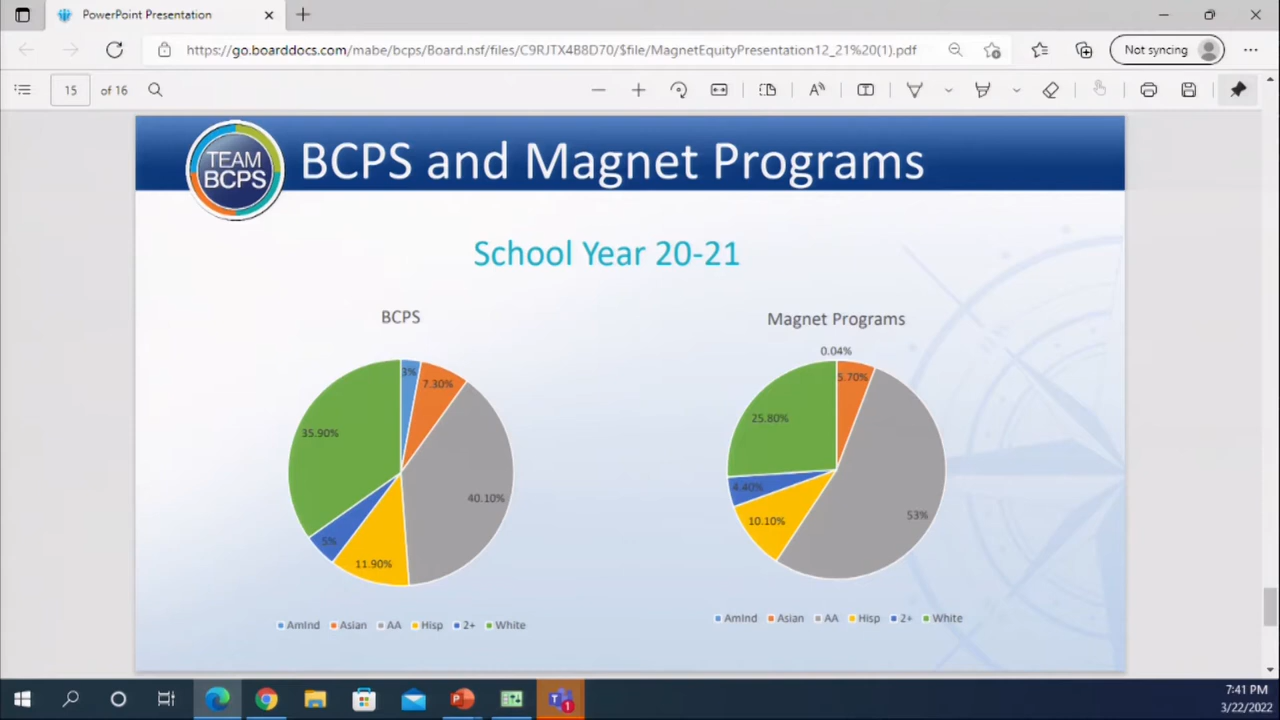 PowerPoint Presentation
https://go.boarddocs.com/mabe/bcps/Board.nsf/files/C9RJTX4B8D70/$file/MagnetEquityPresentation12_21%20(1).pdf
Not syncing
15 of 16
TEAM
BCPS
BCPS and Magnet Programs
School Year 20-21
BCPS
3%
7.30%
35.90%
40.10%
5%
11.90%
AmInd Asian AA Hisp 2+ White
Magnet Programs
0.04%
5.70%
25.80%
4.40%
10.10%
53%
AmInd Asian AA Hisp 2+ White
1
7:41 PM
3/22/2022